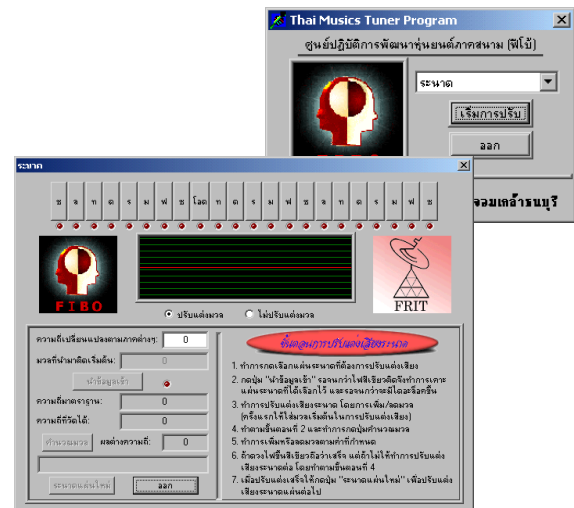 Thai Musics Tuner Program
ศูนย์ปฏิบัติการพัฒนาหุ่นยนต์ภาคสนาม (ฟีโบ้)
ระนาด
เริ่มการปรับ
ออก
จอมเกล้าธนบุรี
ระนาด
ซ ล ท ด ร ม ฟ ซ โอด ท ด ร ม ฟ ซ ล ท ด ร ม ฟ ซ
FIBO
FRIT
ปรับแต่งมวล ไม่ปรับแต่งมวล
ความถี่เปลี่ยนแปลงตามภาคต่างๆ: 0
มวลที่นำมาติดเริ่มต้น: 0
นำข้อมูลเข้า
ความถี่มาตราฐาน: 0
ความถี่ที่วัดได้: 0
คำนวณมวล ผลต่างความถี่: 0
ระนาดแผ่นใหม่ ออก
ขั้นตอนการปรับแต่งเสียงระนาด
1. ทำการกดเลือกแผ่นระนาดที่ต้องการปรับแต่งเสียง
2. กดปุ่ม "นำข้อมูลเข้า" รอจนกว่าไฟสีเขียวติดจึงทำการเคาะ
แผ่นระนาดที่ได้เลือกไว้ และรอจนกว่าจะมีไดอะล็อคขึ้น
3. ทำการปรับแต่งเสียงระนาด โดยการเพิ่ม/ลดมวล
(ครั้งแรกให้ใส่มวลเริ่มต้นในการปรับแต่งเสียง)
4. ทำตามขั้นตอนที่ 2 และทำการกดปุ่มคำนวณมวล
5. ทำการเพิ่มหรือลดมวลตามค่าที่กำหนด
6. ถ้าดวงไฟขึ้นสีเขียวถือว่าเสร็จ แต่ถ้าไม่ให้ทำการปรับแต่ง
เสียงระนาดต่อ โดยทำตามขั้นตอนที่ 4
7. เมื่อปรับแต่งเสร็จให้กดปุ่ม "ระนาดแผ่นใหม่" เพื่อปรับแต่ง
เสียงระนาดแผ่นต่อไป